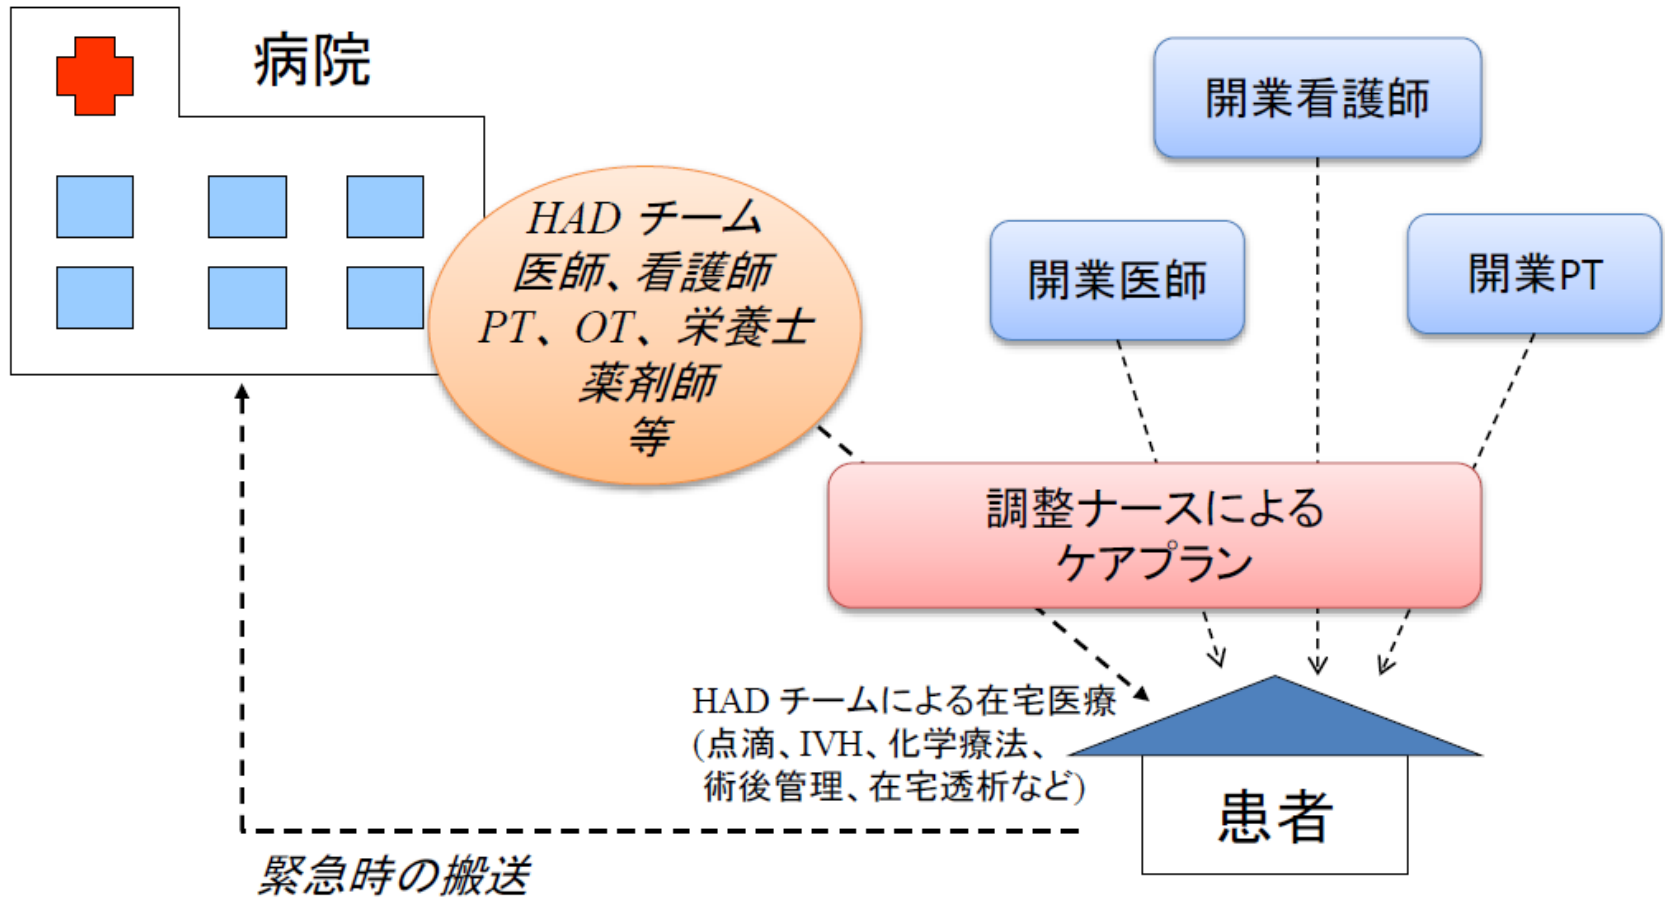 病院
開業看護師
HAD チーム
医師、看護師
PT、OT、栄養士
薬剤師
等
開業医師
開業PT
調整ナースによる
ケアプラン
HAD チームによる在宅医療
(点滴、IVH、化学療法、
術後管理、在宅透析など)
患者
緊急時の搬送